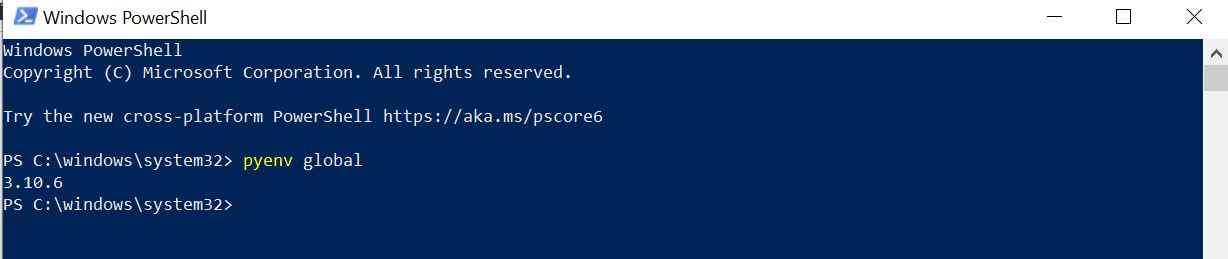 Windows PowerShell
Windows PowerShell
Copyright (C) Microsoft Corporation. All rights reserved.
Try the new cross-platform PowerShell https://aka.ms/pscore6
PS C:\windows\system32> pyenv global
3.10.6
PS C:\windows\system32>